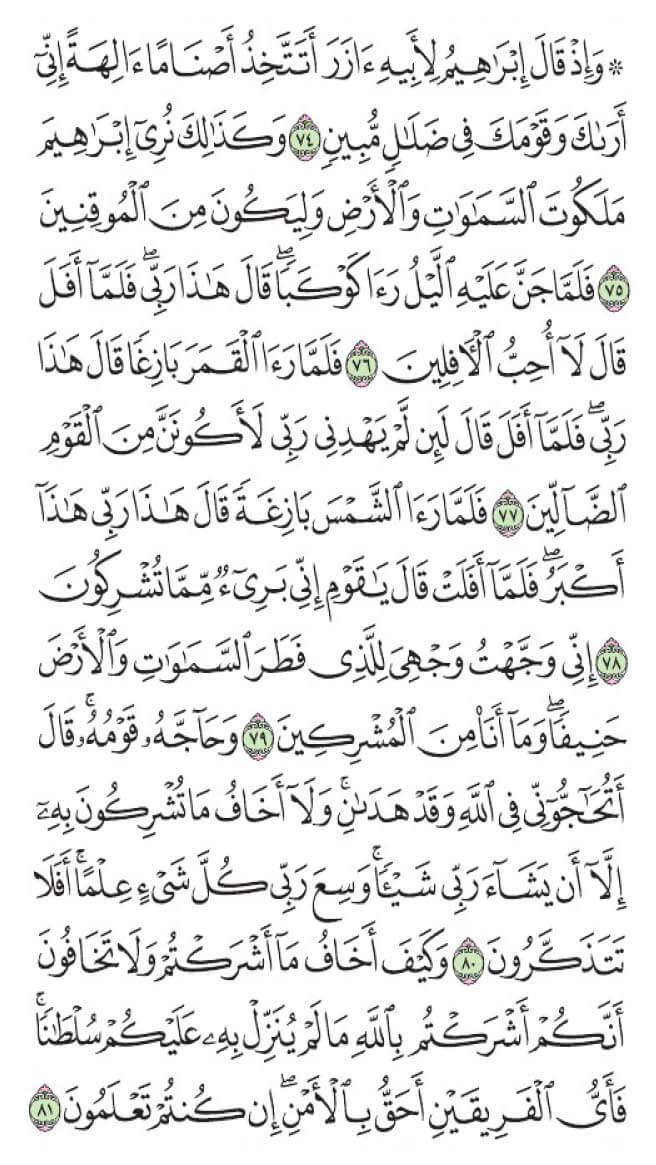 ۞ وَإِذْ قَالَ إِبْرَٰهِيمُ لِأَبِيهِ ءَازَرَ أَتَتَّخِذُ أَصْنَامًا ءَالِهَةً إِنِّىٓ
أَرَىٰكَ وَقَوْمَكَ فِى ضَلَٰلٍ مُّبِينٍ ٧٤ وَكَذَٰلِكَ نُرِىٓ إِبْرَٰهِيمَ
مَلَكُوتَ ٱلسَّمَٰوَٰتِ وَٱلْأَرْضِ وَلِيَكُونَ مِنَ ٱلْمُوقِنِينَ
٧٥ فَلَمَّا جَنَّ عَلَيْهِ ٱلَّيْلُ رَءَا كَوْكَبًاۖ قَالَ هَٰذَا رَبِّىۖ فَلَمَّآ أَفَلَ
قَالَ لَآ أُحِبُّ ٱلْءَافِلِينَ ٧٦ فَلَمَّا رَءَا ٱلْقَمَرَ بَازِغًا قَالَ هَٰذَا
رَبِّىۖ فَلَمَّآ أَفَلَ قَالَ لَئِن لَّمْ يَهْدِنِى رَبِّى لَأَكُونَنَّ مِنَ ٱلْقَوْمِ
ٱلضَّآلِّينَ ٧٧ فَلَمَّا رَءَا ٱلشَّمْسَ بَازِغَةً قَالَ هَٰذَا رَبِّى هَٰذَآ
أَكْبَرُۖ فَلَمَّآ أَفَلَتْ قَالَ يَٰقَوْمِ إِنِّى بَرِىٓءٌ مِّمَّا تُشْرِكُونَ
٧٨ إِنِّى وَجَّهْتُ وَجْهِىَ لِلَّذِى فَطَرَ ٱلسَّمَٰوَٰتِ وَٱلْأَرْضَ
حَنِيفًاۖ وَمَآ أَنَا۠ مِنَ ٱلْمُشْرِكِينَ ٧٩ وَحَآجَّهُۥ قَوْمُهُۥۚ قَالَ
أَتُحَٰٓجُّوٓنِّى فِى ٱللَّهِ وَقَدْ هَدَىٰنِۚ وَلَآ أَخَافُ مَا تُشْرِكُونَ بِهِۦٓ
إِلَّآ أَن يَشَآءَ رَبِّى شَيْـًٔاۗ وَسِعَ رَبِّى كُلَّ شَىْءٍ عِلْمًاۗ أَفَلَا
تَتَذَكَّرُونَ ٨٠ وَكَيْفَ أَخَافُ مَآ أَشْرَكْتُمْ وَلَا تَخَافُونَ
أَنَّكُمْ أَشْرَكْتُم بِٱللَّهِ مَا لَمْ يُنَزِّلْ بِهِۦ عَلَيْكُمْ سُلْطَٰنًاۚ
فَأَىُّ ٱلْفَرِيقَيْنِ أَحَقُّ بِٱلْأَمْنِۖ إِن كُنتُمْ تَعْلَمُونَ ٨١